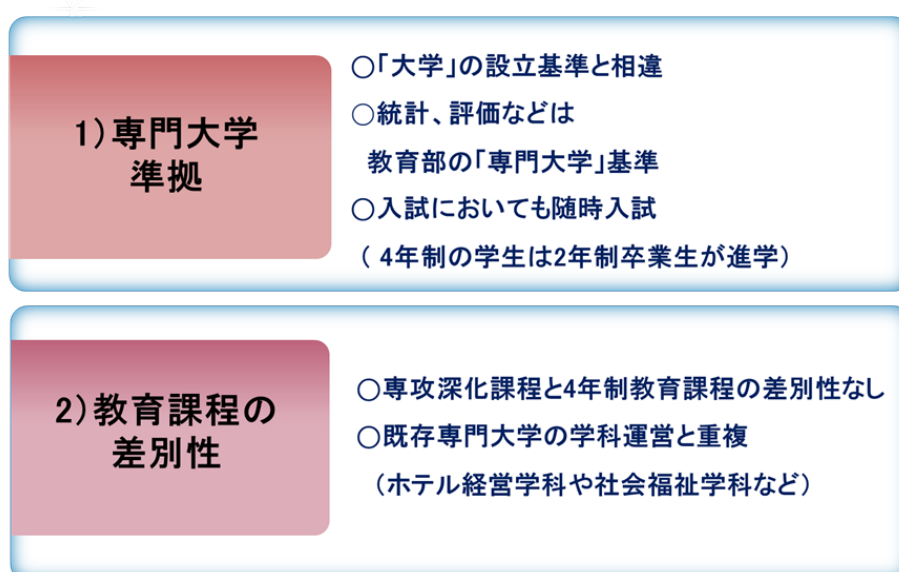 1）専門大学
準拠
○「大学」の設立基準と相違
○統計、評価などは
教育部の「専門大学」基準
○入試においても随時入試
（ 4年制の学生は2年制卒業生が進学）
2）教育課程の
差別性
○専攻深化課程と4年制教育課程の差別性なし
○既存専門大学の学科運営と重複
（ホテル経営学科や社会福祉学科など）